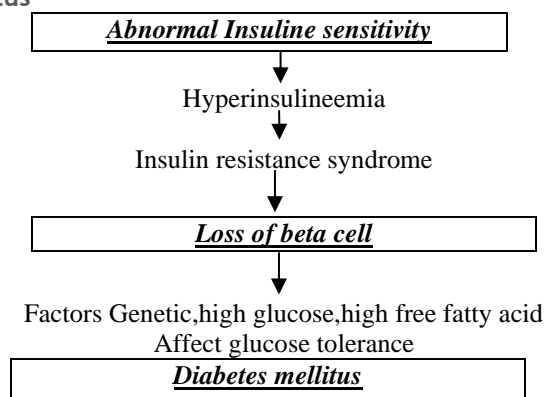 Abnormal Insuline sensitivity
Hyperinsulineemia
Insulin resistance syndrome
Loss of beta cell
Factors Genetic,high glucose,high free fatty acid
Affect glucose tolerance
Diabetes mellitus